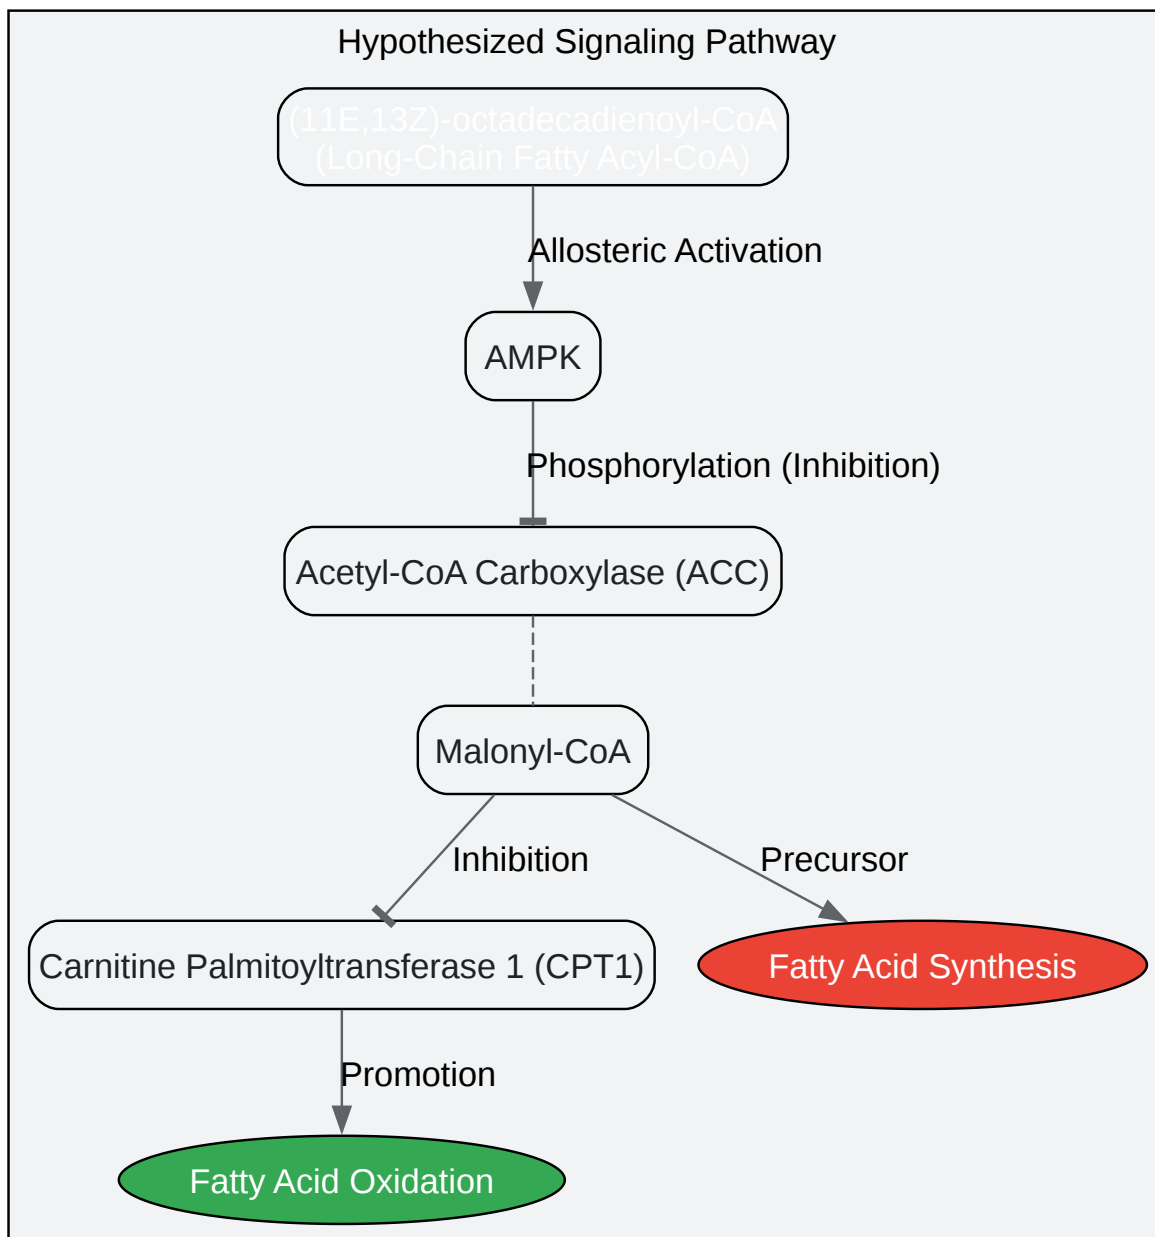 Hypothesized Signaling Pathway
(11E,13Z)-octadecadienoyl-CoA
(Long-Chain Fatty Acyl-CoA)
Allosteric Activation
AMPK
Phosphorylation (Inhibition)
Acetyl-CoA Carboxylase (ACC)
Malonyl-CoA
Inhibition
Precursor
Carnitine Palmitoyltransferase 1 (CPT1)
Fatty Acid Synthesis
Promotion
Fatty Acid Oxidation